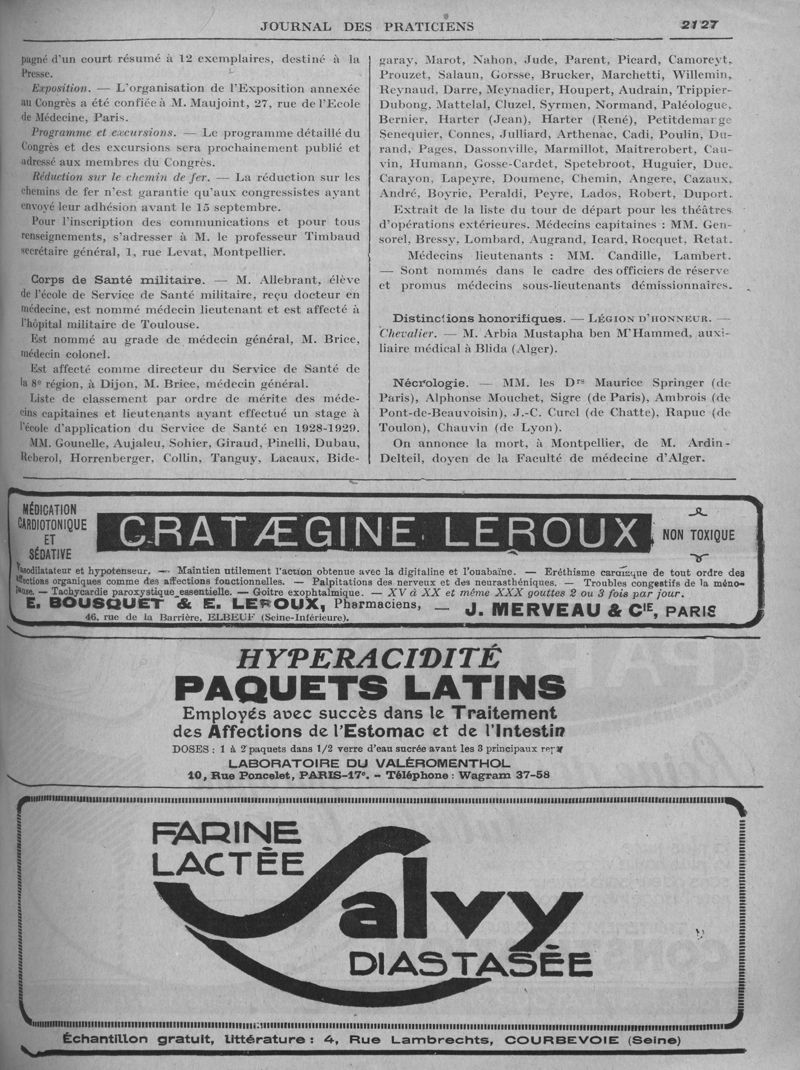 JOURNAL DES PRATICIENS
2127
pagné d'un court résumé à 12 exemplaires, destiné à la
Presse.
Exposition. — L'organisation de l'Exposition annexée
au Congrès a été confiée à M. Maujoint, 27, rue de l'Ecole
de Médecine, Paris.
Programme et excursions. — Le programme détaillé du
Congrès et des excursions sera prochainement publié et
adressé aux membres du Congrès.
Réduction sur le chemin de fer. — La réduction sur les
chemins de fer n'est garantie qu'aux congressistes ayant
envoyé leur adhésion avant le 15 septembre.
Pour l'inscription des communications et pour tous
renseignements, s'adresser à M. le professeur Timbaud
secrétaire général, 1, rue Levat, Montpellier.
Corps de Santé militaire. — M. Allebrant, élève
de l'école de Service de Santé militaire, reçu docteur en
médecine, est nommé médecin lieutenant et est affecté à
l'hôpital militaire de Toulouse.
Est nommé au grade de médecin général, M. Brice,
médecin colonel.
Est affecté comme directeur du Service de Santé de
la 8e région, à Dijon, M. Brice, médecin général.
Liste de classement par ordre de mérite des méde-
cins capitaines et lieutenants ayant effectué un stage à
l'école d'application du Service de Santé en 1928-1929.
MM. Gounelle, Aujaleu, Sohier, Giraud, Pinelli, Dubau,
Reberol, Horrenberger, Collin, Tanguy, Lacaux, Bide-
garay, Marot, Nahon, Jude, Parent, Picard, Camoreyt,
Prouzet, Salaun, Gorsse, Brucker, Marchetti, Willemin,
Reynaud, Darre, Meynadier, Houpert, Audrain, Trippier-
Dubong, Mattelal, Cluzel, Syrmen, Normand, Paléologue,
Bernier, Harter (Jean), Harter (René), Petitdemarge
Senequier, Connes, Julliard, Arthenac, Cadi, Poulin, Du-
rand, Pages, Dassonville, Marmillot, Maitrerobert, Cau-
vin, Humann, Gosse-Cardet, Spetebroot, Huguier, Duc,
Carayon, Lapeyre, Doumenc, Chemin, Angere, Cazaux,
André, Boyrie, Peraldi, Peyre, Lados, Robert, Duport.
Extrait de la liste du tour de départ pour les théâtres
d'opérations extérieures. Médecins capitaines : MM. Gen-
sorel, Bressy, Lombard, Augrand, Icard, Rocquet, Retat.
Médecins lieutenants : MM. Candille, Lambert.
— Sont nommés dans le cadre des officiers de réserve
et promus médecins sous-lieutenants démissionnaires.
Distinctions honorifiques. — LÉGION D'HONNEUR. —
Chevalier. — M. Arbia Mustapha ben M'Hammed, auxi-
liaire médical à Blida (Alger).
Nécrologie. — MM. les Drs Maurice Springer (de
Paris), Alphonse Mouchet, Sigre (de Paris), Ambrois (de
Pont-de-Beauvoisin), J.-C. Curel (de Chatte), Rapuc (de
Toulon), Chauvin (de Lyon).
On annonce la mort, à Montpellier, de M. Ardin-
Delteil, doyen de la Faculté de médecine d'Alger.
MÉDICATION
CARDIOTONIQUE
ET
SÉDATIVE
CRATÆGINE LEROUX
NON TOXIQUE
Vasodilatateur et hypotenseur. — Maintien utilement l'action obtenue avec la digitaline et l'ouabaïne. — Eréthisme cardiaque de tout ordre des
affections organiques comme des affections fonctionnelles. — Palpitations des nerveux et des neurasthéniques. — Troubles congestifs de la méno-
pause. — Tachycardie paroxystique essentielle. — Goitre exophtalmique. — XV à XX et même XXX gouttes 2 ou 3 fois par jour.
E. BOUSQUET & E. LEROUX, Pharmaciens, — J. MERVEAU & CIE, PARIS
46, rue de la Barrière, ELBEUF (Seine-Inférieure).
HYPERACIDITÉ
PAQUETS LATINS
Employés avec succès dans le Traitement
des Affections de l'Estomac et de l'Intestin
DOSES : 1 à 2 paquets dans 1/2 verre d'eau sucrée avant les 3 principaux
LABORATOIRE DU VALÉROMENTHOL
10, Rue Poncelet, PARIS-17e. - Téléphone : Wagram 37-58
FARINE
LACTÉE
Salvy
DIASTASÉE
Échantillon gratuit, littérature : 4, Rue Lambrechts, COURBEVOIE (Seine)